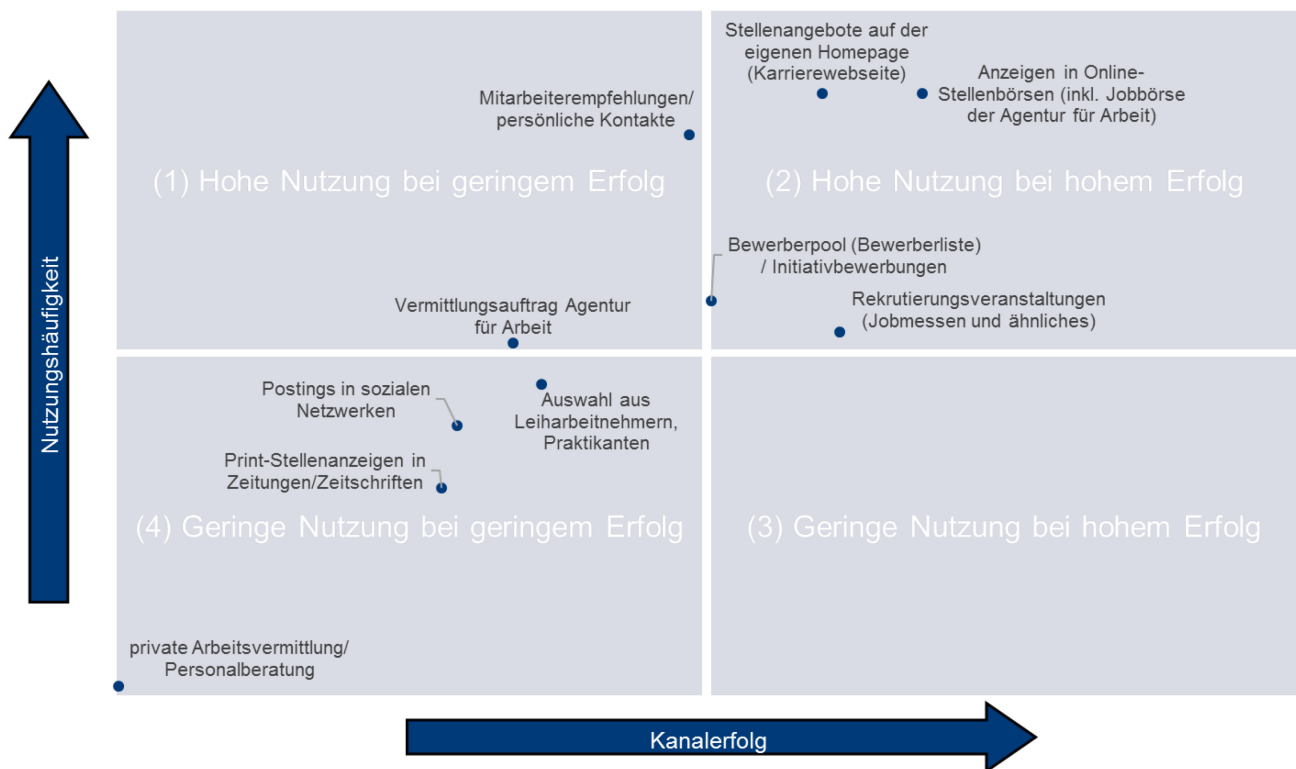 Stellenangebote auf der
eigenen Homepage
(Karrierewebseite)
Anzeigen in Online-
Stellenbörsen (inkl. Jobbörse
der Agentur für Arbeit)
Mitarbeiterempfehlungen/
persönliche Kontakte
(1) Hohe Nutzung bei geringem Erfolg
(2) Hohe Nutzung bei hohem Erfolg
Bewerberpool (Bewerberliste)
/ Initiativbewerbungen
Vermittlungsauftrag Agentur
für Arbeit
Rekrutierungsveranstaltungen
(Jobmessen und ähnliches)
Nutzungshäufigkeit
Postings in sozialen
Netzwerken
Auswahl aus
Leiharbeitnehmern,
Praktikanten
Print-Stellenanzeigen in
Zeitungen/Zeitschriften
(4) Geringe Nutzung bei geringem Erfolg
(3) Geringe Nutzung bei hohem Erfolg
private Arbeitsvermittlung/
Personalberatung
Kanalerfolg